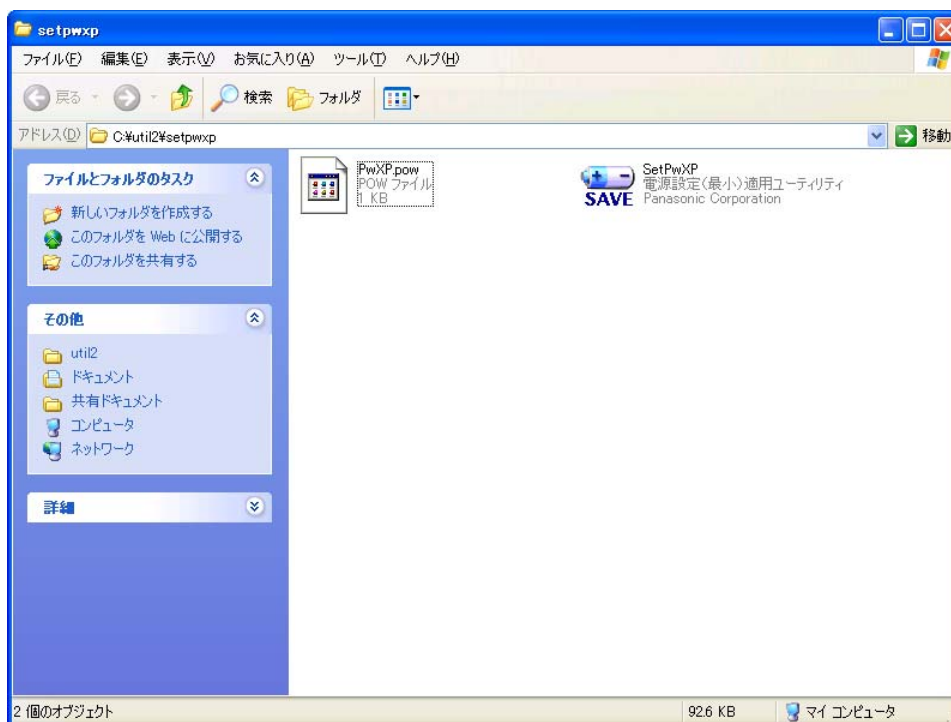 setpwxp
ファイル(F) 編集(E) 表示(V) お気に入り(A) ツール(T) ヘルプ(H)
戻る 検索 フォルダ
アドレス(D) C:¥util2¥setpwxp 移動
ファイルとフォルダのタスク
新しいフォルダを作成する
このフォルダを Web に公開する
このフォルダを共有する
その他
util2
ドキュメント
共有ドキュメント
コンピュータ
ネットワーク
詳細
PwXP.pow
POW ファイル
1 KB
SAVE
SetPwXP
電源設定(最小)適用ユーティリティ
Panasonic Corporation
2 個のオブジェクト 92.6 KB マイ コンピュータ